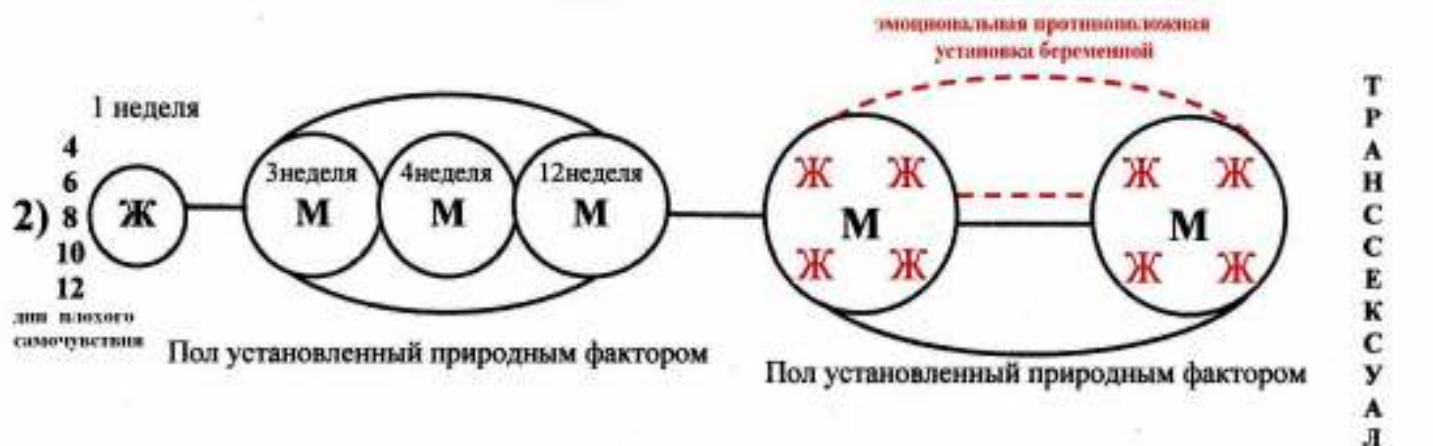 эмоциональная противоположная
установка беременной
1 неделя
4
6
2) 8
10
12
дни плохого
самочувствия
Ж
3неделя
М
4неделя
М
12неделя
М
Пол установленный природным фактором
Ж Ж
М
Ж Ж
Ж Ж
М
Ж Ж
Пол установленный природным фактором
Т
Р
А
Н
С
С
Е
К
С
У
А
Л